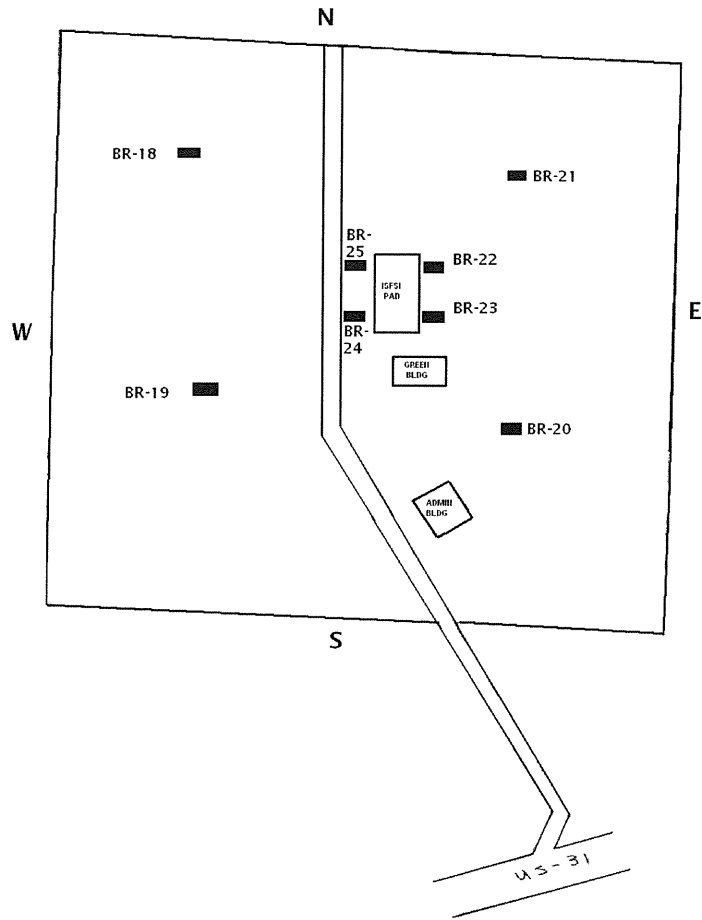 N
BR-18
BR-21
BR-
25
BR-22
ISFSI
PAD
W
BR-23
E
BR-
24
GREEN
BLDG
BR-19
BR-20
ADMIN
BLDG
S
US-31